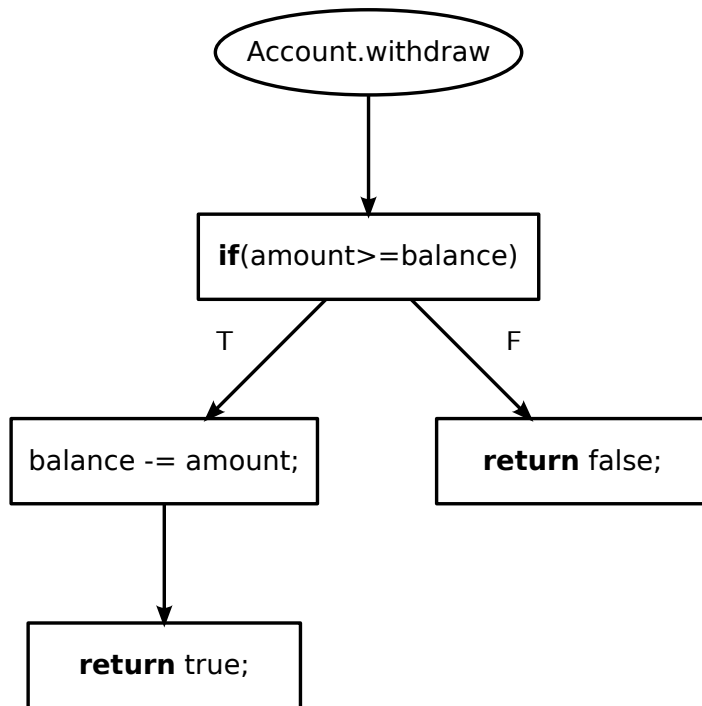 Account.withdraw
if(amount>=balance)
T
F
balance -= amount;
return false;
return true;